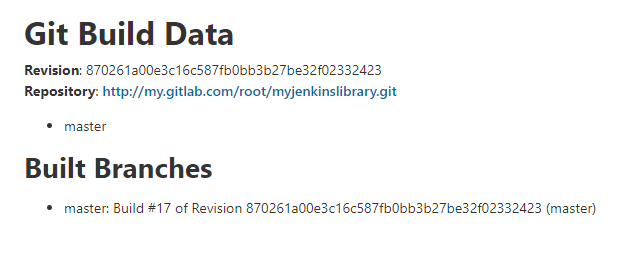 Git Build Data
Revision: 870261a00e3c16c587fb0bb3b27be32f02332423
Repository: http://my.gitlab.com/root/myjenkinslibrary.git
• master
Built Branches
• master: Build #17 of Revision 870261a00e3c16c587fb0bb3b27be32f02332423 (master)